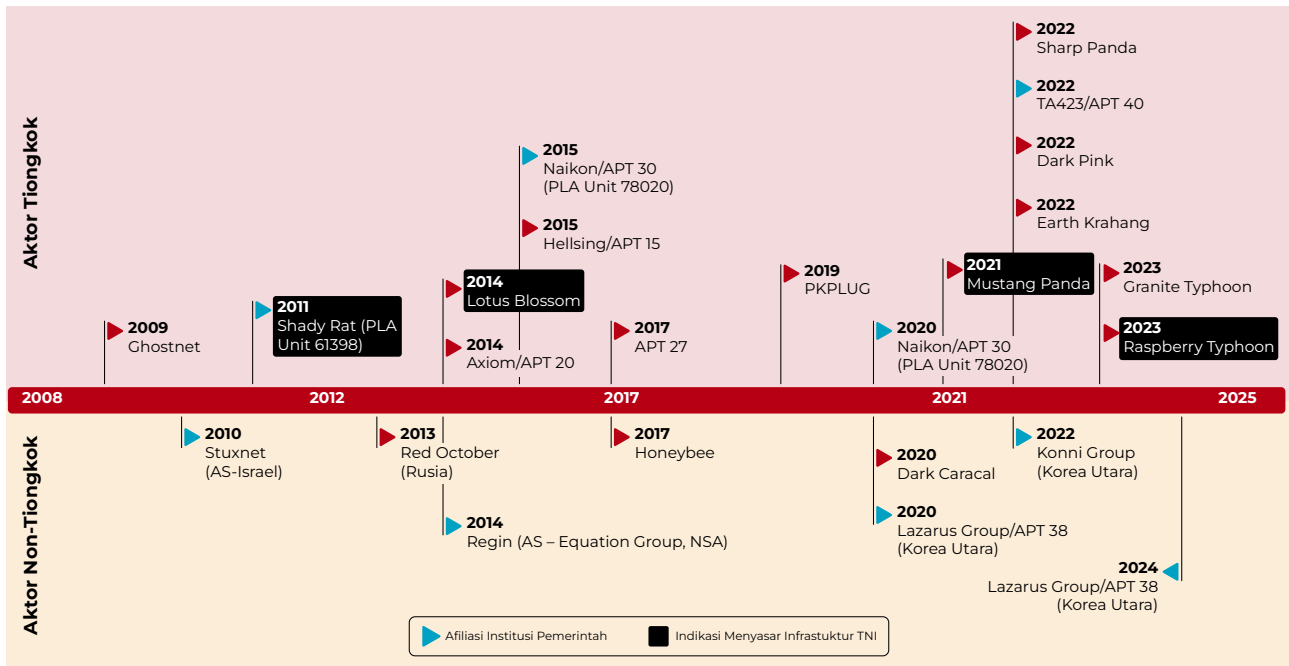 Aktor Tiongkok
2022
Sharp Panda
2022
TA423/APT 40
2022
Dark Pink
2022
Earth Krahang
2015
Naikon/APT 30
(PLA Unit 78020)
2015
Hellsing/APT 15
2009
Ghostnet
2011
Shady Rat (PLA
Unit 61398)
2014
Lotus Blossom
2014
Axiom/APT 20
2017
APT 27
2019
PKPLUG
2020
Naikon/APT 30
(PLA Unit 78020)
2021
Mustang Panda
2023
Granite Typhoon
2023
Raspberry Typhoon
2008
2012
2017
2021
2025
Aktor Non-Tiongkok
2010
Stuxnet
(AS-Israel)
2013
Red October
(Rusia)
2014
Regin (AS – Equation Group, NSA)
2017
Honeybee
2020
Dark Caracal
2020
Lazarus Group/APT 38
(Korea Utara)
2022
Konni Group
(Korea Utara)
2024
Lazarus Group/APT 38
(Korea Utara)
Afiliasi Institusi Pemerintah
Indikasi Menyasar Infrastuktur TNI